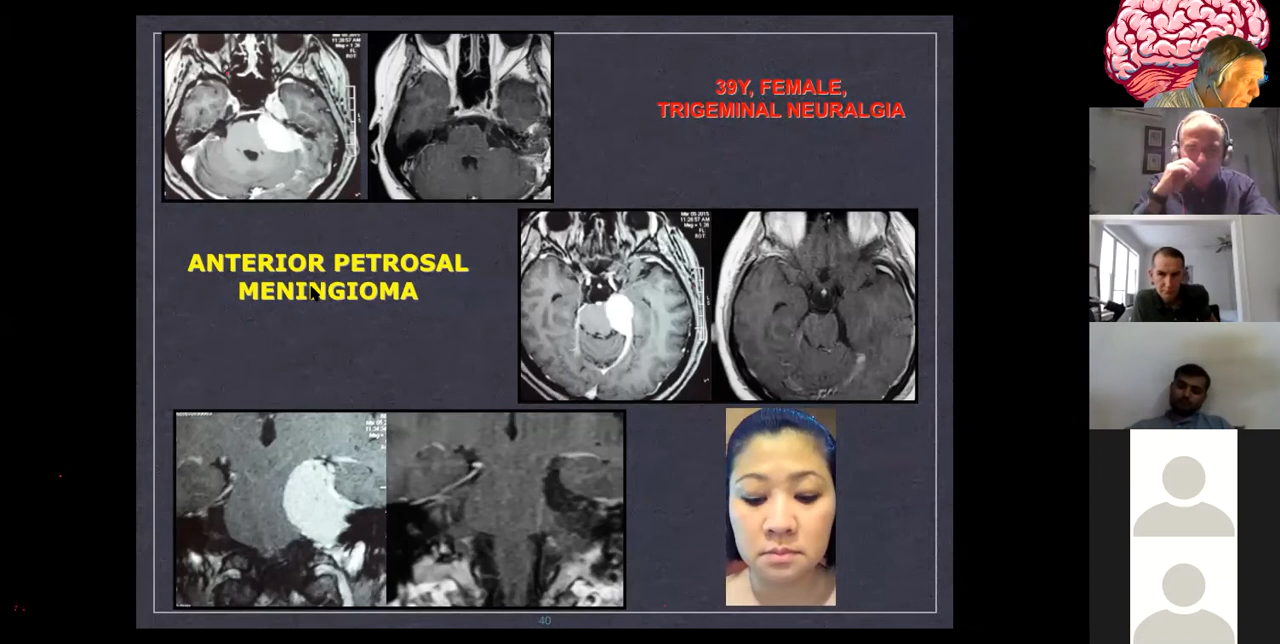 39Y, FEMALE,
TRIGEMINAL NEURALGIA
ANTERIOR PETROSAL
MENINGIOMA
40